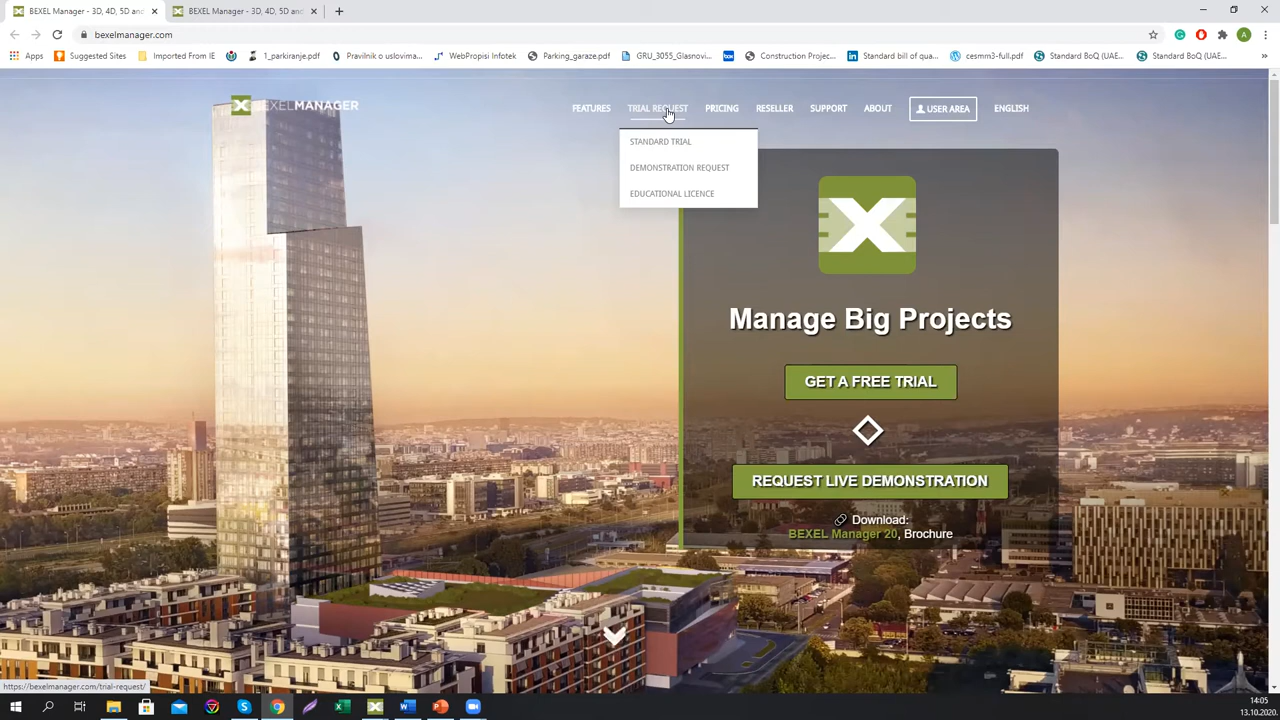 BEXEL Manager - 3D, 4D, 5D and
BEXEL Manager - 3D, 4D, 5D and
bexelmanager.com
A
Apps
Suggested Sites
Imported From IE
1_parkiranje.pdf
Pravilnik o uslovima...
WebPropisi Infotek
Parking_garaze.pdf
GRU_3055_Glasnovi...
box
Construction Projec...
Standard bill of qua...
cesmm3-full.pdf
Standard BoQ (UAE...
Standard BoQ (UAE...
BEXELMANAGER
FEATURES
TRIAL REQUEST
PRICING
RESELLER
SUPPORT
ABOUT
USER AREA
ENGLISH
STANDARD TRIAL
DEMONSTRATION REQUEST
EDUCATIONAL LICENCE
Manage Big Projects
GET A FREE TRIAL
REQUEST LIVE DEMONSTRATION
Download:
BEXEL Manager 20, Brochure
https://bexelmanager.com/trial-request/
14:05
13.10.2020.